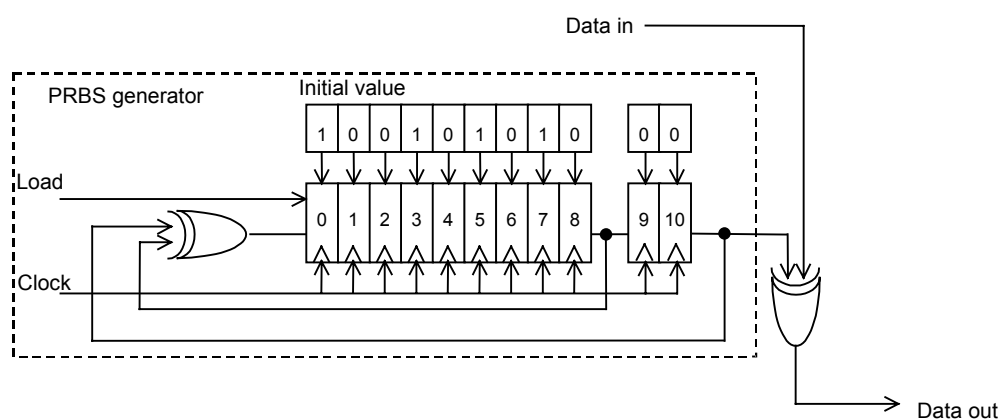 Data in
PRBS generator
Initial value
1 0 0 1 0 1 0 1 0 0 0
Load
0 1 2 3 4 5 6 7 8 9 10
Clock
Data out